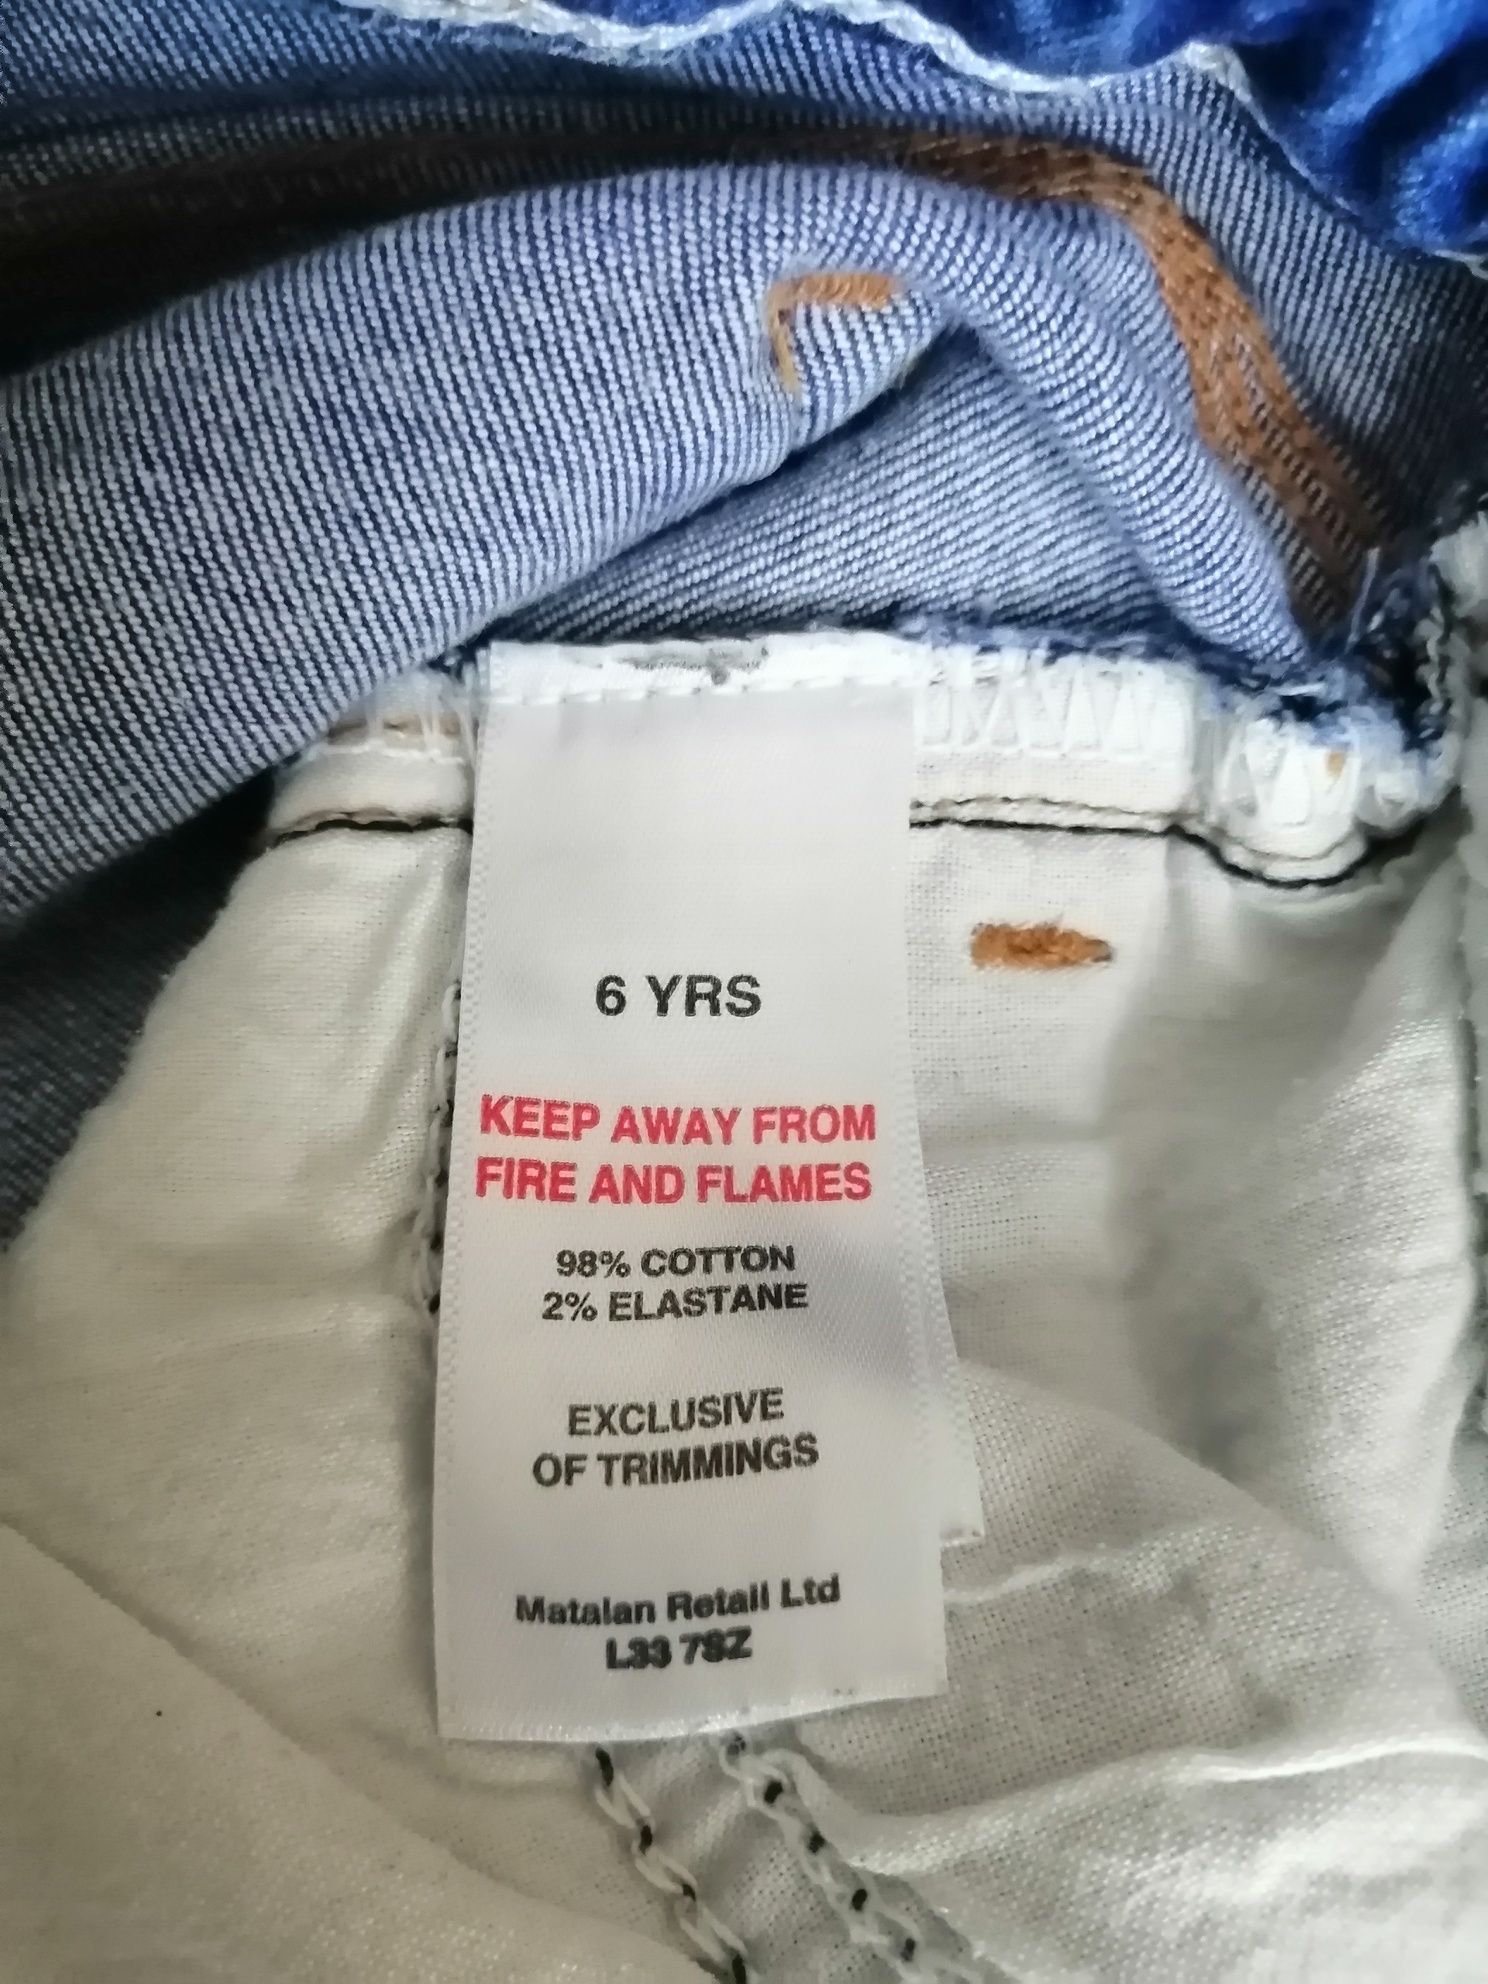 6 YRS
KEEP AWAY FROM
FIRE AND FLAMES
98% COTTON
2% ELASTANE
EXCLUSIVE
OF TRIMMINGS
Matalan Retail Ltd
L33 7SZ